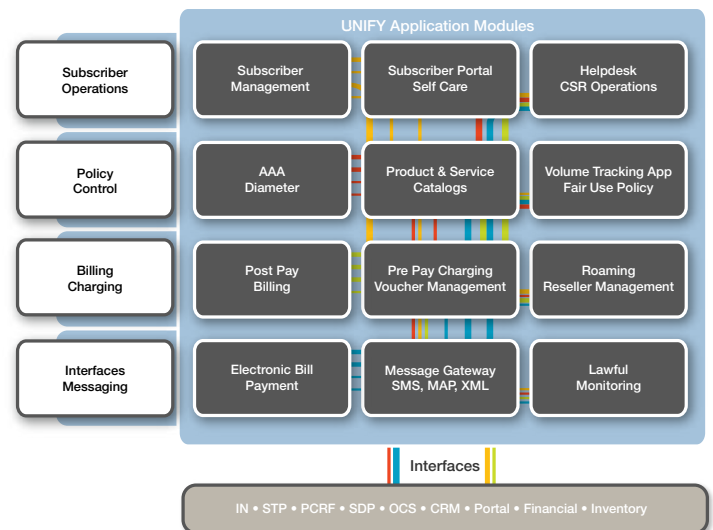 UNIFY Application Modules
Subscriber
Operations
Subscriber
Management
Subscriber Portal
Self Care
Helpdesk
CSR Operations
Policy
Control
AAA
Diameter
Product & Service
Catalogs
Volume Tracking App
Fair Use Policy
Billing
Charging
Post Pay
Billing
Pre Pay Charging
Voucher Management
Roaming
Reseller Management
Interfaces
Messaging
Electronic Bill
Payment
Message Gateway
SMS, MAP, XML
Lawful
Monitoring
Interfaces
IN • STP • PCRF • SDP • OCS • CRM • Portal • Financial • Inventory